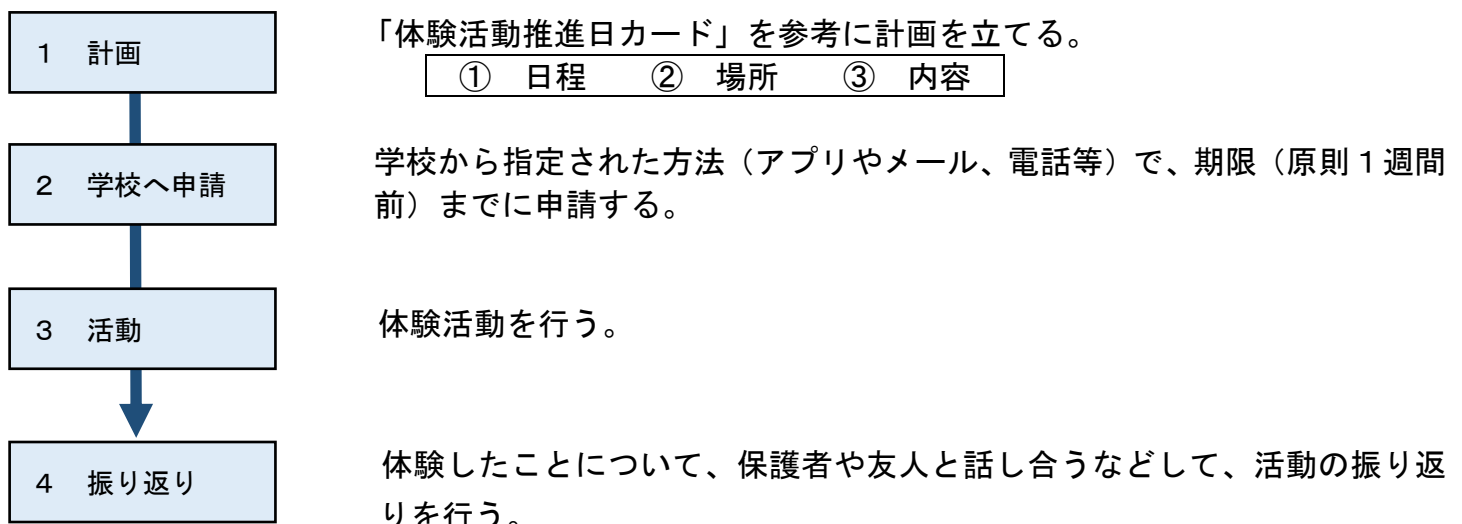 1 計画
「体験活動推進日カード」を参考に計画を立てる。
① 日程 ② 場所 ③ 内容
2 学校へ申請
学校から指定された方法(アプリやメール、電話等)で、期限(原則1週間
前)までに申請する。
3 活動
体験活動を行う。
4 振り返り
体験したことについて、保護者や友人と話し合うなどして、活動の振り返
りを行う。